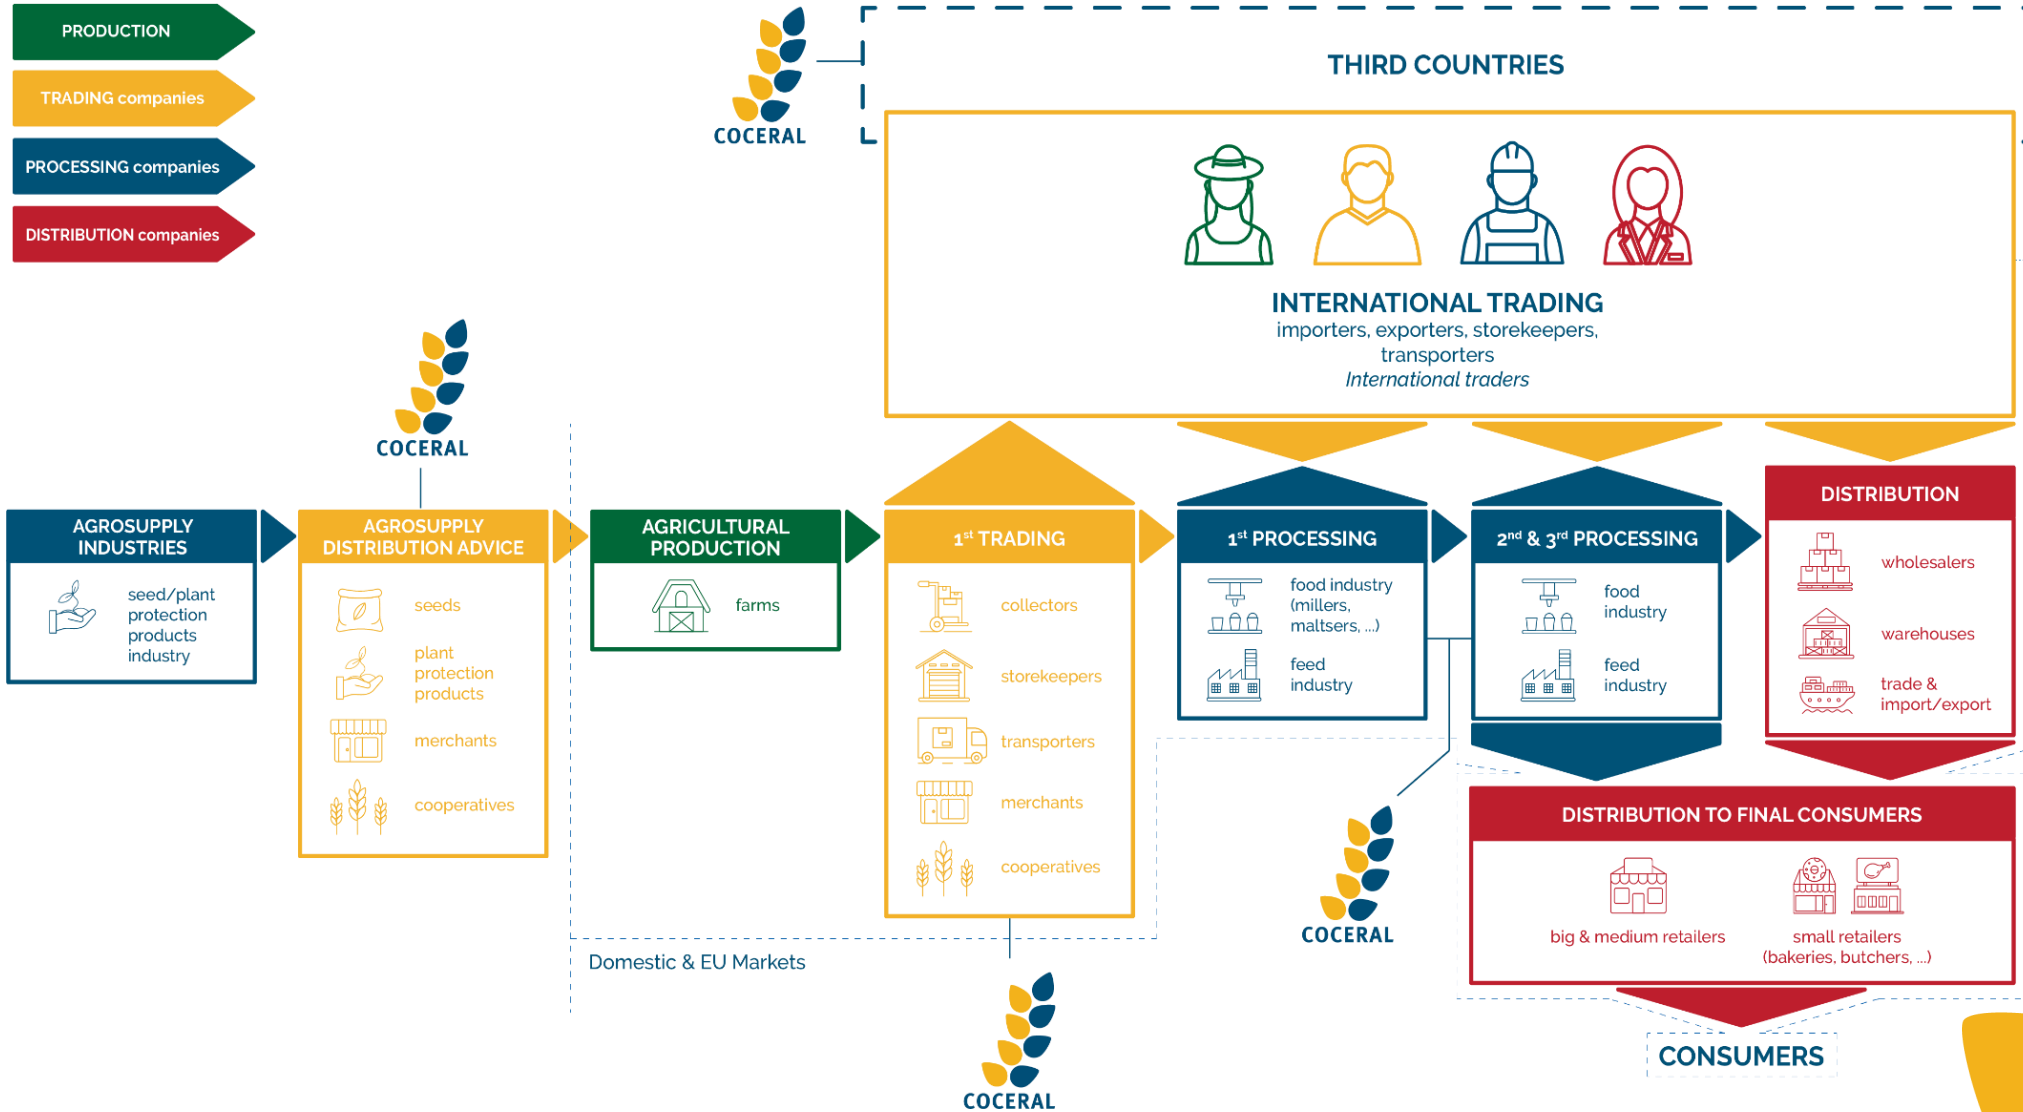 PRODUCTION
TRADING companies
PROCESSING companies
DISTRIBUTION companies
COCERAL
THIRD COUNTRIES
INTERNATIONAL TRADING
importers, exporters, storekeepers,
transporters
International traders
COCERAL
AGROSUPPLY
INDUSTRIES
seed/plant
protection
products
industry
AGROSUPPLY
DISTRIBUTION ADVICE
seeds
plant
protection
products
merchants
cooperatives
AGRICULTURAL
PRODUCTION
farms
1st TRADING
collectors
storekeepers
transporters
merchants
cooperatives
1st PROCESSING
food industry
(millers,
maltsers, ...)
feed
industry
2nd & 3rd PROCESSING
food
industry
feed
industry
DISTRIBUTION
wholesalers
warehouses
trade &
import/export
COCERAL
DISTRIBUTION TO FINAL CONSUMERS
big & medium retailers
small retailers
(bakeries, butchers, ...)
Domestic & EU Markets
COCERAL
CONSUMERS